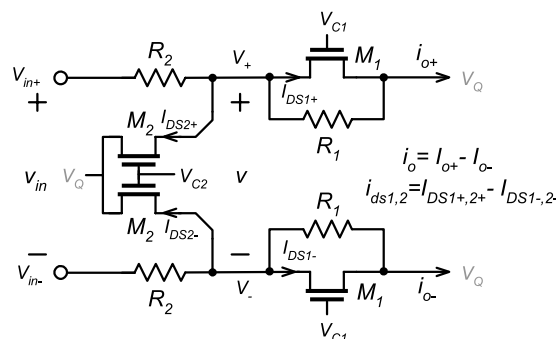 V_C1
R_2
V_+
M_1
i_o+
V_Q
V_in+
+
+
I_DS1+
M_2
I_DS2+
R_1
i_o = I_o+ - I_o-
v_in
V_Q
V_C2
v
i_ds1,2 = I_DS1+,2+ - I_DS1-,2-
R_1
M_2
I_DS2-
I_DS1-
−
−
V_in-
R_2
V_-
M_1
i_o-
V_Q
V_C1